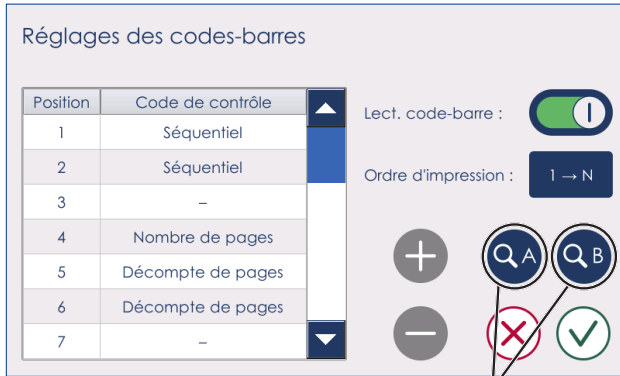 Réglages des codes-barres
Position Code de contrôle
1 Séquentiel
2 Séquentiel
3 –
4 Nombre de pages
5 Décompte de pages
6 Décompte de pages
7 –
Lect. code-barre :
Ordre d'impression : 1 → N
A B